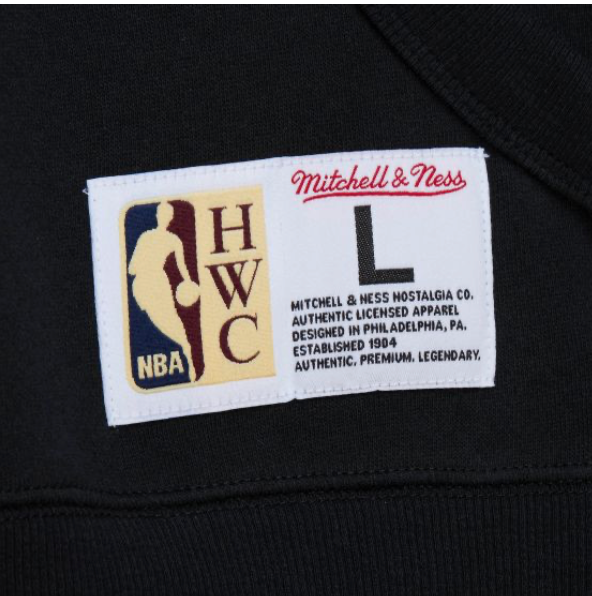 NBA
H
W
C
Mitchell & Ness
L
MITCHELL & NESS NOSTALGIA CO.
AUTHENTIC LICENSED APPAREL
DESIGNED IN PHILADELPHIA, PA.
ESTABLISHED 1904
AUTHENTIC. PREMIUM. LEGENDARY.